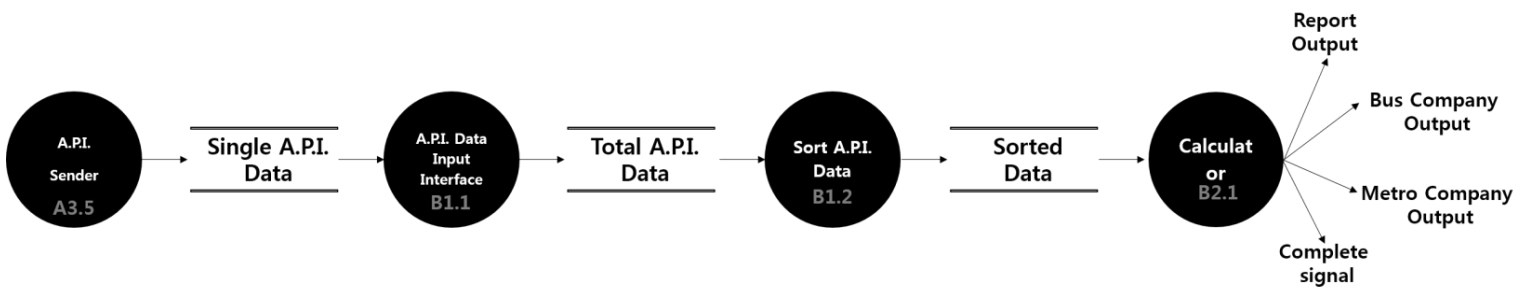 A.P.I.
Sender
A3.5
Single A.P.I.
Data
A.P.I. Data
Input
Interface
B1.1
Total A.P.I.
Data
Sort A.P.I.
Data
B1.2
Sorted
Data
Calculat
or
B2.1
Report
Output
Bus Company
Output
Metro Company
Output
Complete
signal